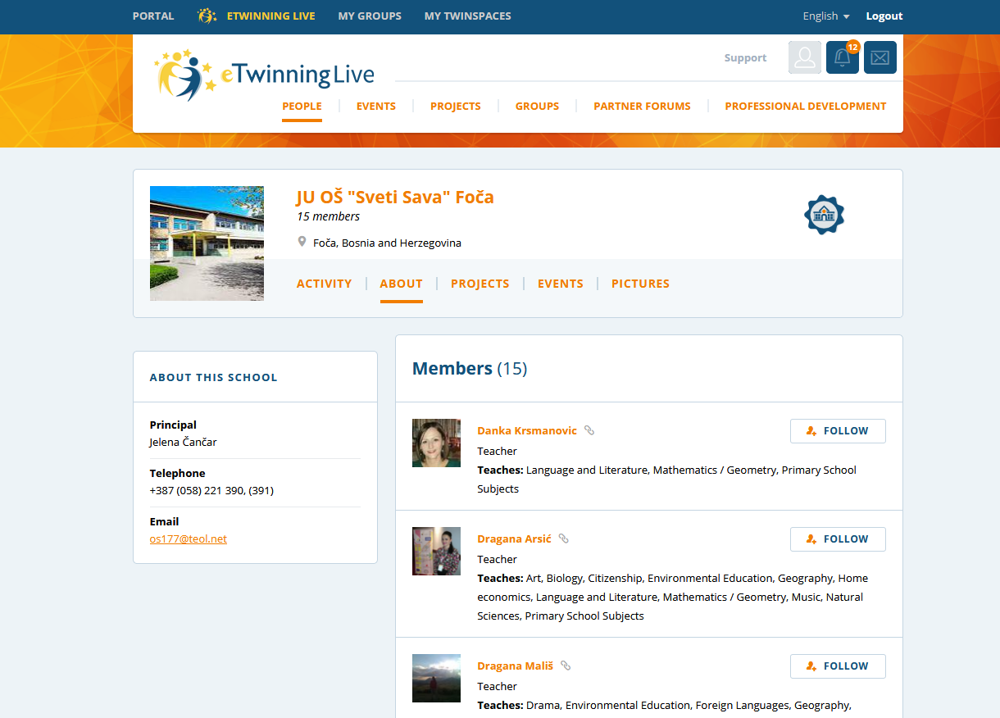 PORTAL
ETWINNING LIVE
MY GROUPS
MY TWINSPACES
English
Logout
eTwinning Live
Support
12
PEOPLE
EVENTS
PROJECTS
GROUPS
PARTNER FORUMS
PROFESSIONAL DEVELOPMENT
JU OŠ "Sveti Sava" Foča
15 members
Foča, Bosnia and Herzegovina
ACTIVITY
ABOUT
PROJECTS
EVENTS
PICTURES
ABOUT THIS SCHOOL
Principal
Jelena Čančar
Telephone
+387 (058) 221 390, (391)
Email
os177@teol.net
Members (15)
Danka Krsmanovic
FOLLOW
Teacher
Teaches: Language and Literature, Mathematics / Geometry, Primary School
Subjects
Dragana Arsić
FOLLOW
Teacher
Teaches: Art, Biology, Citizenship, Environmental Education, Geography, Home
economics, Language and Literature, Mathematics / Geometry, Music, Natural
Sciences, Primary School Subjects
Dragana Mališ
FOLLOW
Teacher
Teaches: Drama, Environmental Education, Foreign Languages, Geography,